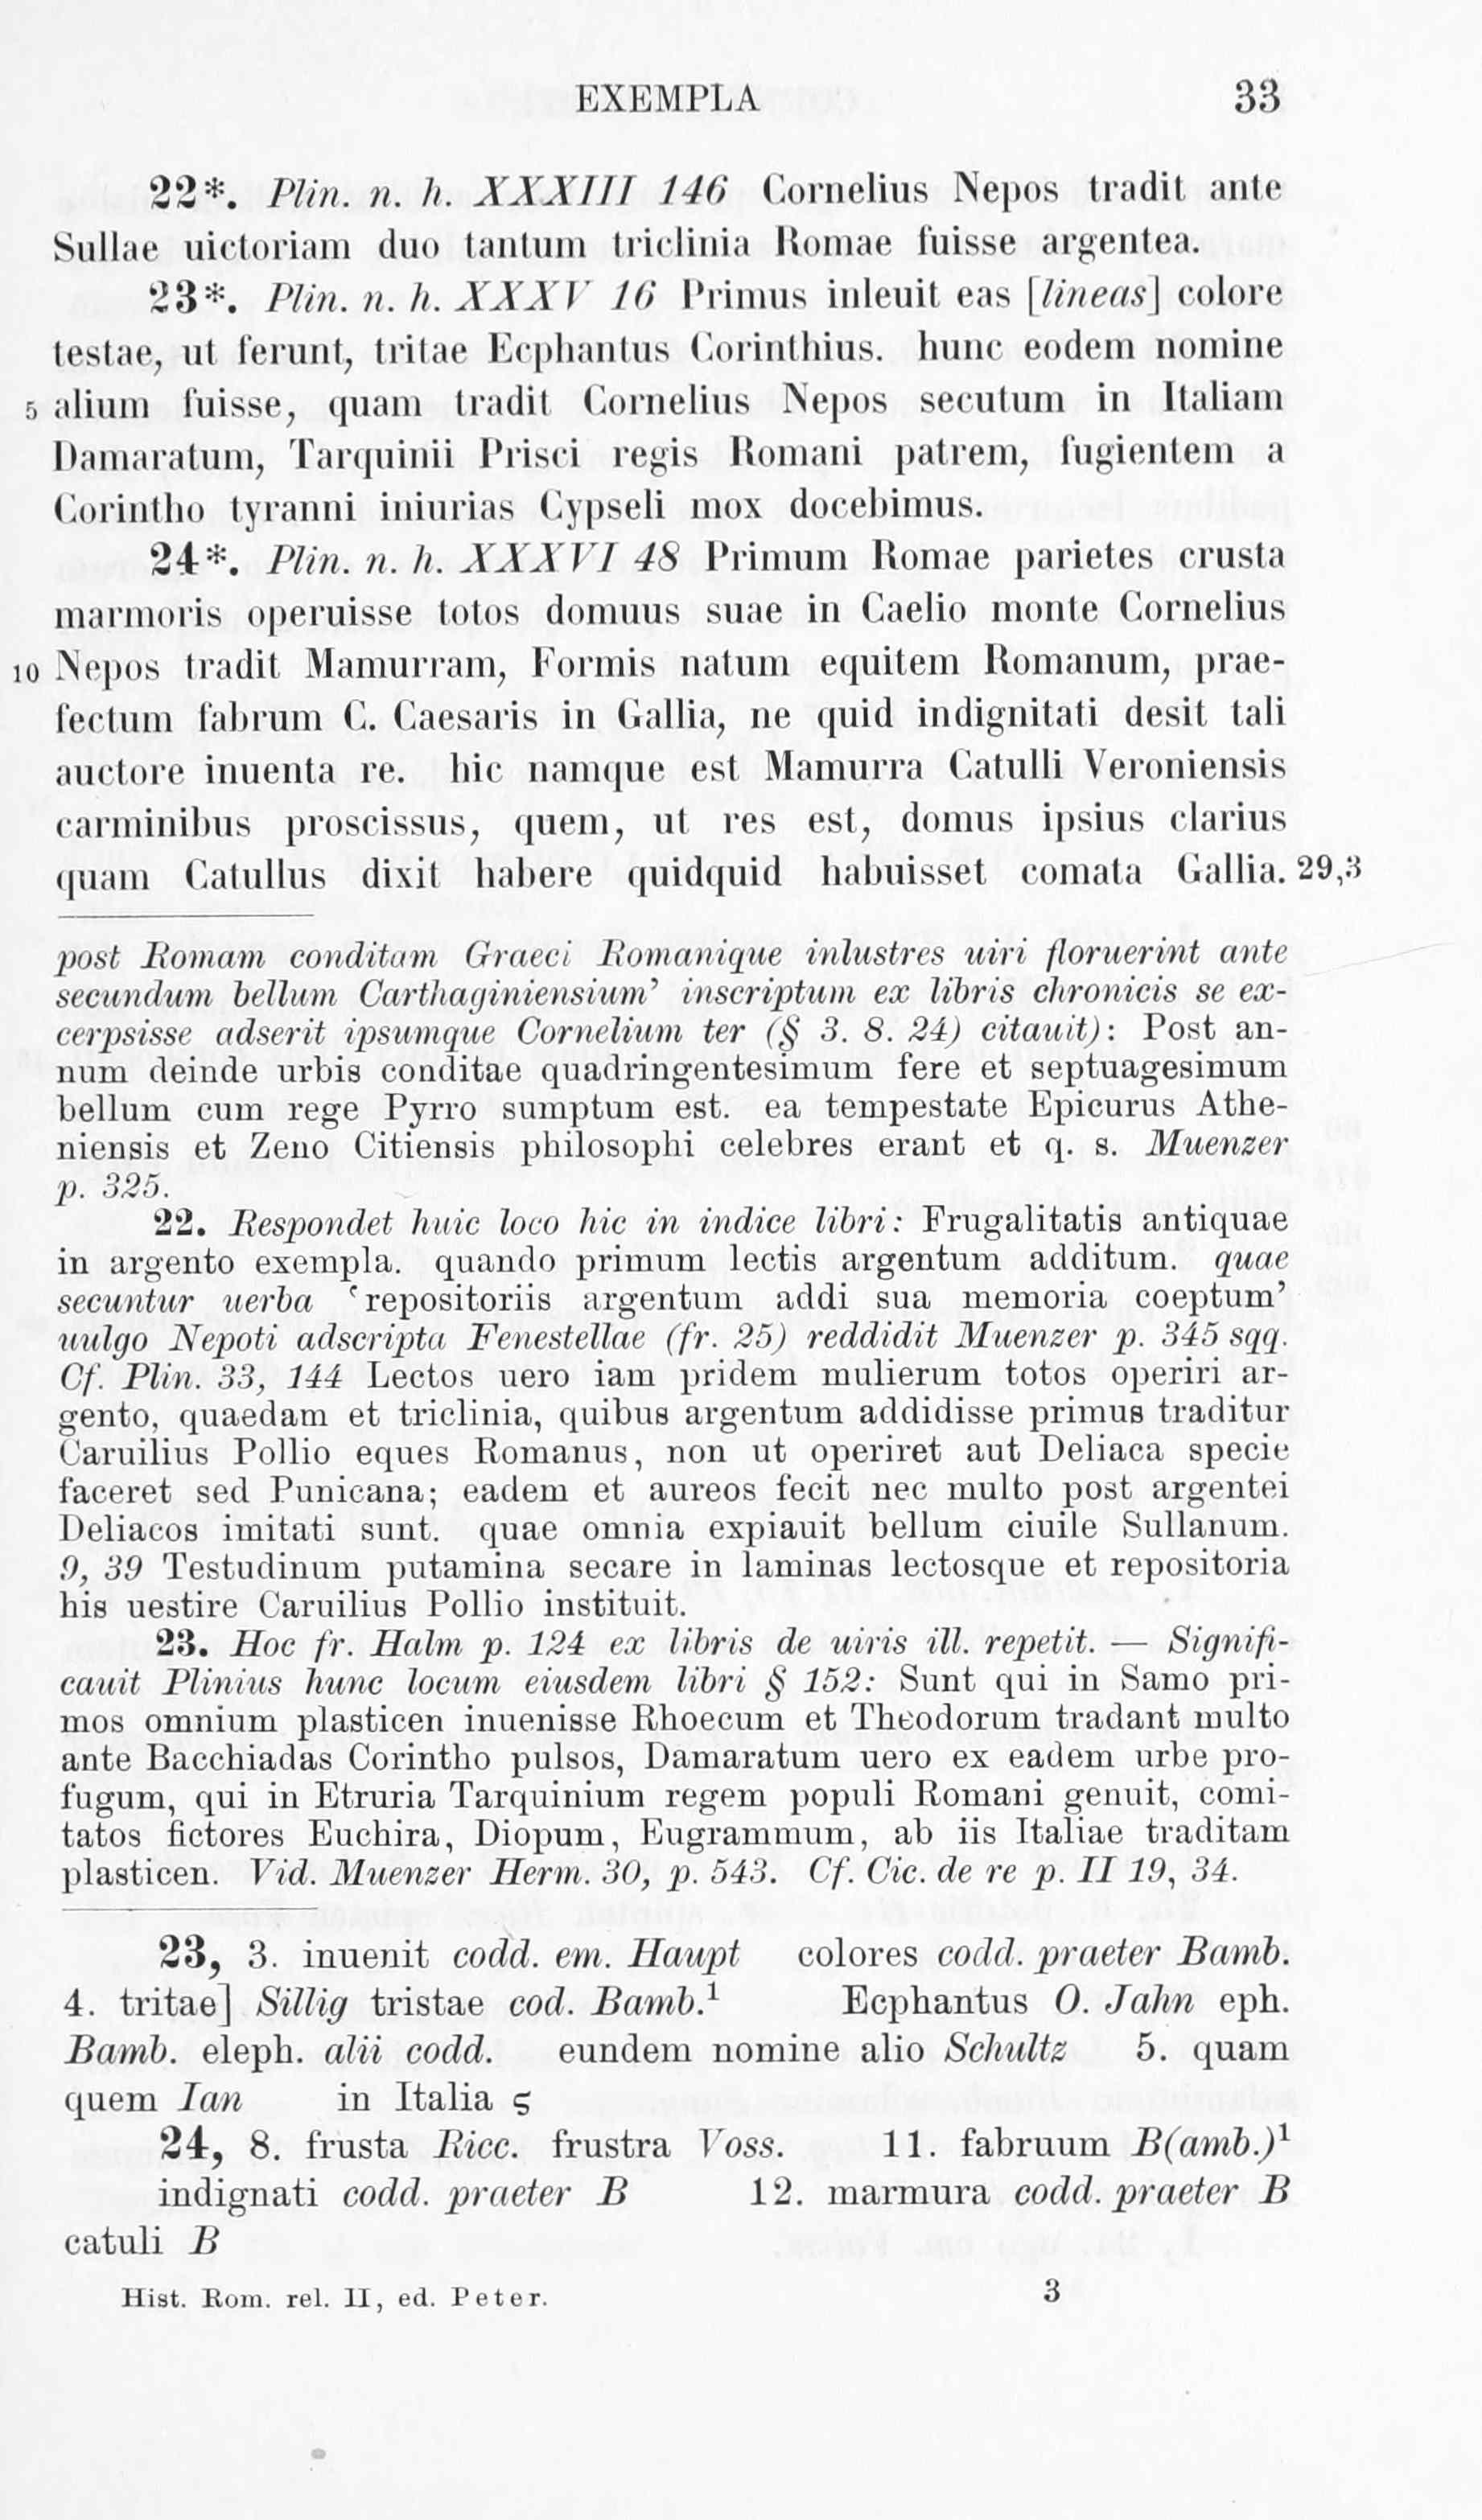 EXEMPLA 33
22*. Plin. n. h. XXXIII 146 Cornelius Nepos tradit ante
Sullae uictoriam duo tantum triclinia Romae fuisse argentea.
23*. Plin. n. h. XXXV 16 Primus inleuit eas [lineas] colore
testae, ut ferunt, tritae Ecphantus Corinthius. hunc eodem nomine
5 alium fuisse, quam tradit Cornelius Nepos secutum in Italiam
Damaratum, Tarquinii Prisci regis Romani patrem, fugientem a
Corintho tyranni iniurias Cypseli mox docebimus.
24*. Plin. n. h. XXXVI 48 Primum Romae parietes crusta
marmoris operuisse totos domuus suae in Caelio monte Cornelius
10 Nepos tradit Mamurram, Formis natum equitem Romanum, prae-
fectum fabrum C. Caesaris in Gallia, ne quid indignitati desit tali
auctore inuenta re. hic namque est Mamurra Catulli Veroniensis
carminibus proscissus, quem, ut res est, domus ipsius clarius
quam Catullus dixit habere quidquid habuisset comata Gallia. 29,3
post Romam conditam Graeci Romanique inlustres uiri floruerint ante
secundum bellum Carthaginiensium’ inscriptum ex libris chronicis se ex-
cerpsisse adserit ipsumque Cornelium ter (§ 3. 8. 24) citauit): Post an-
num deinde urbis conditae quadringentesimum fere et septuagesimum
bellum cum rege Pyrro sumptum est. ea tempestate Epicurus Athe-
niensis et Zeno Citiensis philosophi celebres erant et q. s. Muenzer
p. 325.
22. Respondet huic loco hic in indice libri: Frugalitatis antiquae
in argento exempla. quando primum lectis argentum additum. quae
secuntur uerba ‘repositoriis argentum addi sua memoria coeptum’
uulgo Nepoti adscripta Fenestellae (fr. 25) reddidit Muenzer p. 345 sqq.
Cf. Plin. 33, 144 Lectos uero iam pridem mulierum totos operiri ar-
gento, quaedam et triclinia, quibus argentum addidisse primus traditur
Caruilius Pollio eques Romanus, non ut operiret aut Deliaca specie
faceret sed Punicana; eadem et aureos fecit nec multo post argentei
Deliacos imitati sunt. quae omnia expiauit bellum ciuile Sullanum.
9, 39 Testudinum putamina secare in laminas lectosque et repositoria
his uestire Caruilius Pollio instituit.
23. Hoc fr. Halm p. 124 ex libris de uiris ill. repetit. — Signifi-
cauit Plinius hunc locum eiusdem libri § 152: Sunt qui in Samo pri-
mos omnium plasticen inuenisse Rhoecum et Theodorum tradant multo
ante Bacchiadas Corintho pulsos, Damaratum uero ex eadem urbe pro-
fugum, qui in Etruria Tarquinium regem populi Romani genuit, comi-
tatos fictores Euchira, Diopum, Eugrammum, ab iis Italiae traditam
plasticen. Vid. Muenzer Herm. 30, p. 543. Cf. Cic. de re p. II 19, 34.
23, 3. inuenit codd. em. Haupt colores codd. praeter Bamb.
4. tritae] Sillig tristae cod. Bamb.¹ Ecphantus O. Jahn eph.
Bamb. eleph. alii codd. eundem nomine alio Schultz 5. quam
quem Ian in Italia ς
24, 8. frusta Ricc. frustra Voss. 11. fabruum B(amb.)¹
indignati codd. praeter B 12. marmura codd. praeter B
catuli B
Hist. Rom. rel. II, ed. Peter. 3